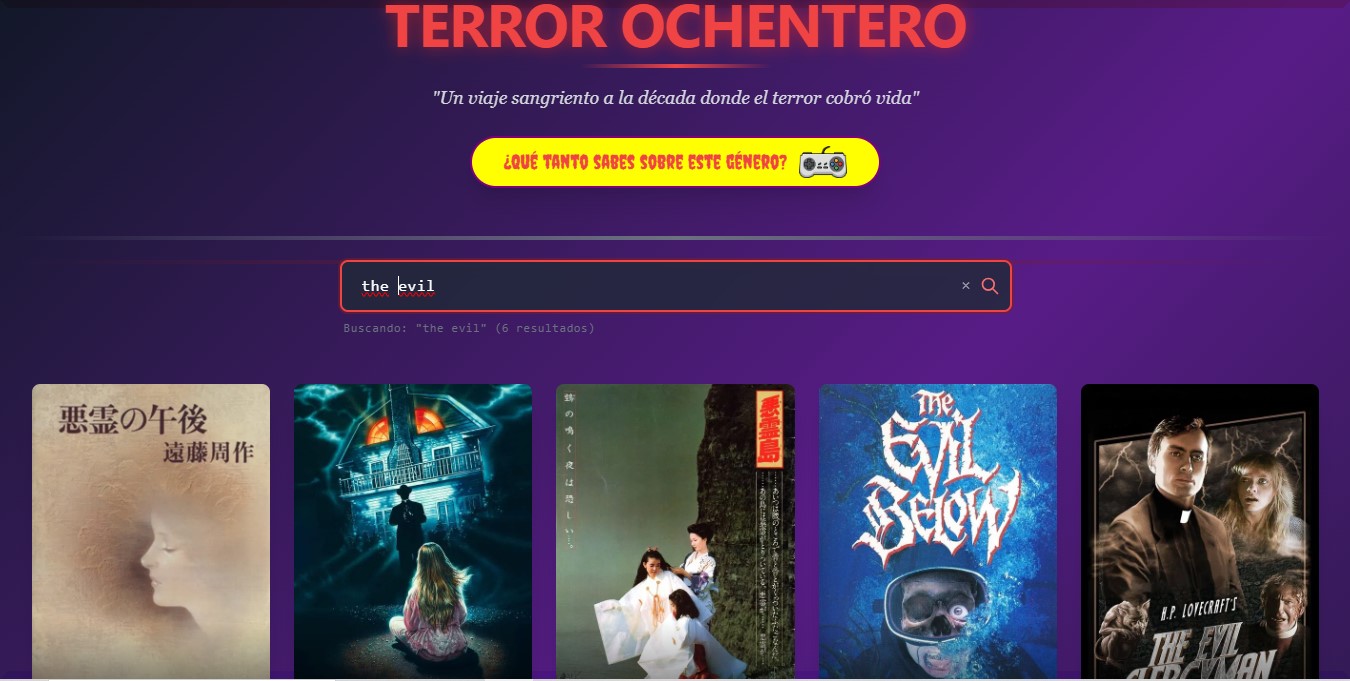 TERROR OCHENTERO
"Un viaje sangriento a la década donde el terror cobró vida"
¿QUÉ TANTO SABES SOBRE ESTE GÉNERO?
the evil
×
Buscando: "the evil" (6 resultados)
悪霊の午後
遠藤周作
鵺の鳴く夜は恐しい…
悪霊島
The
EVIL
BELOW
H.P. LOVECRAFT'S
THE EVIL
CLERGYMAN